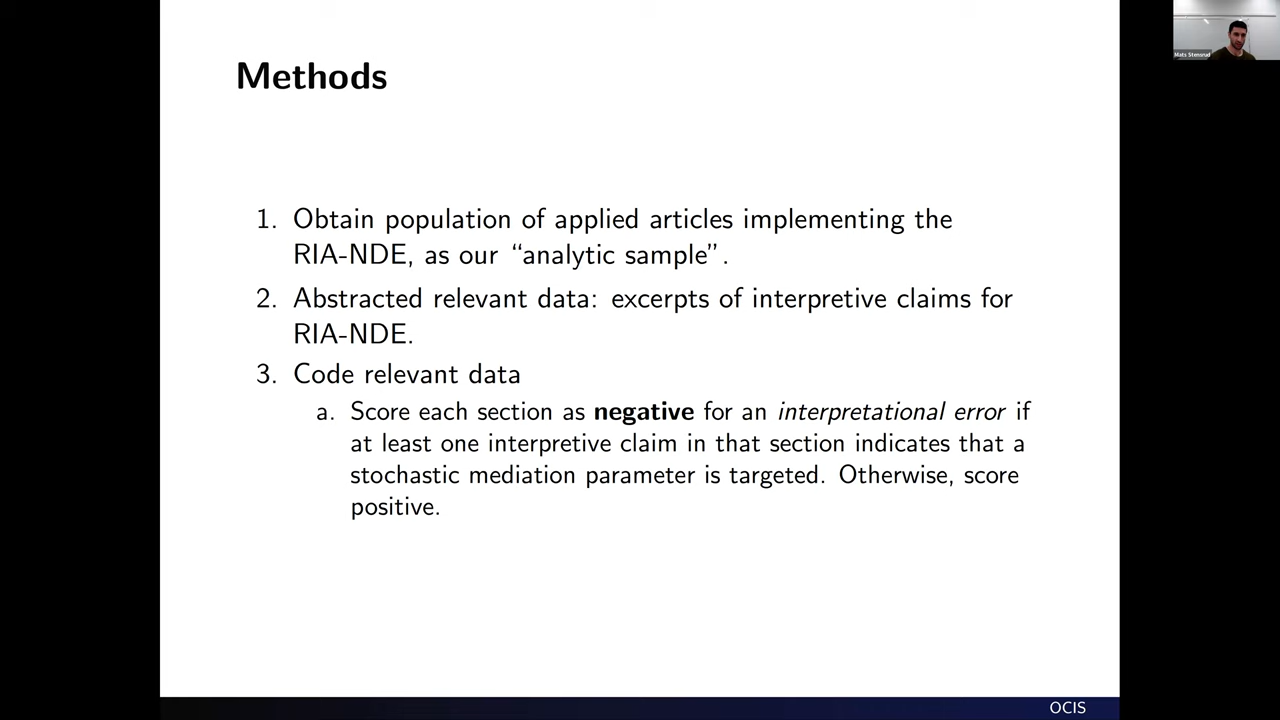 Methods
1. Obtain population of applied articles implementing the
RIA-NDE, as our “analytic sample”.
2. Abstracted relevant data: excerpts of interpretive claims for
RIA-NDE.
3. Code relevant data
a. Score each section as negative for an interpretational error if
at least one interpretive claim in that section indicates that a
stochastic mediation parameter is targeted. Otherwise, score
positive.
OCIS
Mats Stensrud